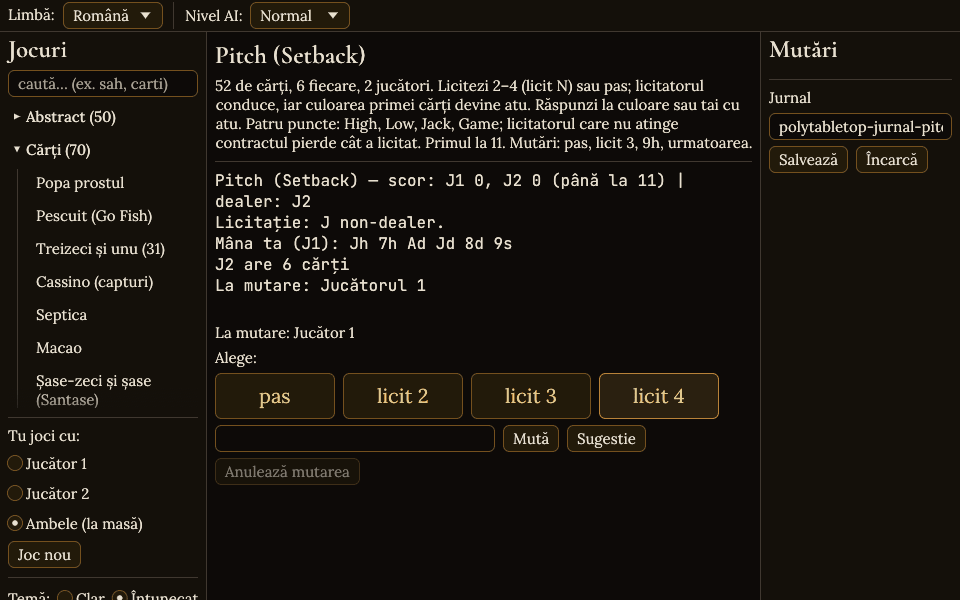 Limbă: Română Nivel AI: Normal
Jocuri
caută... (ex. sah, carti)
Abstract (50)
Cărți (70)
Popa prostul
Pescuit (Go Fish)
Treizeci și unu (31)
Cassino (capturi)
Septica
Macao
Șase-zeci și șase
(Santase)
Tu joci cu:
Jucător 1
Jucător 2
Ambele (la masă)
Joc nou
Temă: Clar Întunecat
Pitch (Setback)
52 de cărți, 6 fiecare, 2 jucători. Licitezi 2–4 (licit N) sau pas; licitatorul
conduce, iar culoarea primei cărți devine atu. Răspunzi la culoare sau tai cu
atu. Patru puncte: High, Low, Jack, Game; licitatorul care nu atinge
contractul pierde cât a licitat. Primul la 11. Mutări: pas, licit 3, 9h, urmatoarea.
Pitch (Setback) — scor: J1 0, J2 0 (până la 11) |
dealer: J2
Licitație: J non-dealer.
Mâna ta (J1): Jh 7h Ad Jd 8d 9s
J2 are 6 cărți
La mutare: Jucătorul 1
La mutare: Jucător 1
Alege:
pas licit 2 licit 3 licit 4
Mută Sugestie
Anulează mutarea
Mutări
Jurnal
polytabletop-jurnal-pitc
Salvează Încarcă